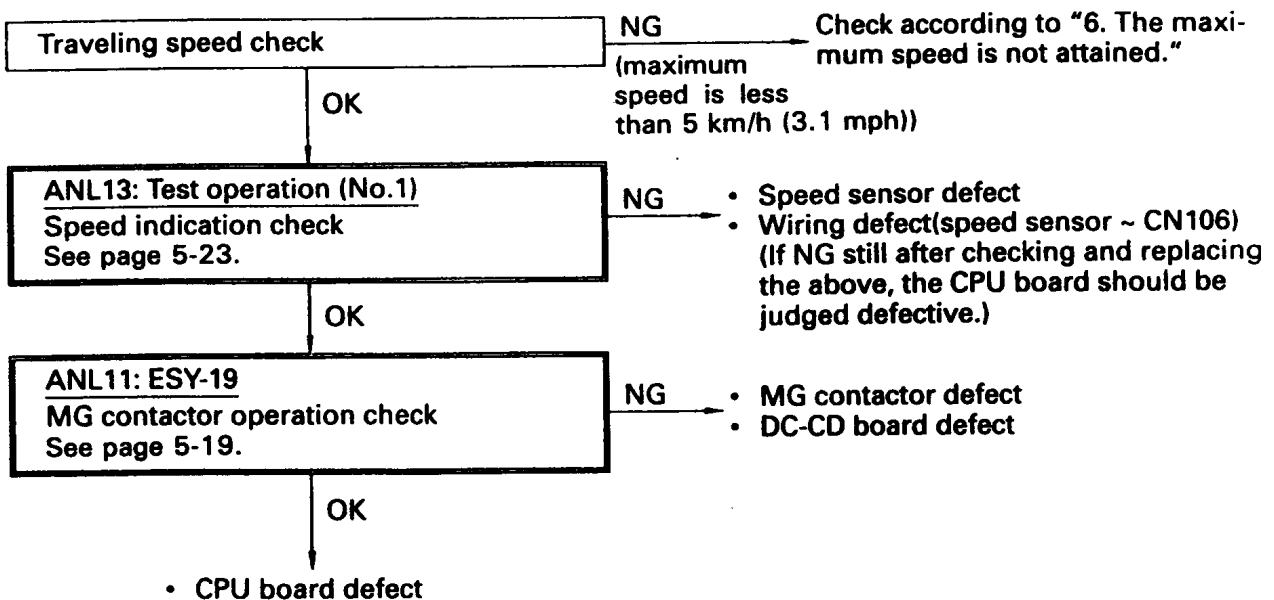 Traveling speed check
NG
(maximum
speed is less
than 5 km/h (3.1 mph))
Check according to "6. The maxi-
mum speed is not attained."
OK
ANL13: Test operation (No.1)
Speed indication check
See page 5-23.
NG
• Speed sensor defect
• Wiring defect(speed sensor ~ CN106)
(If NG still after checking and replacing
the above, the CPU board should be
judged defective.)
OK
ANL11: ESY-19
MG contactor operation check
See page 5-19.
NG
• MG contactor defect
• DC-CD board defect
OK
• CPU board defect